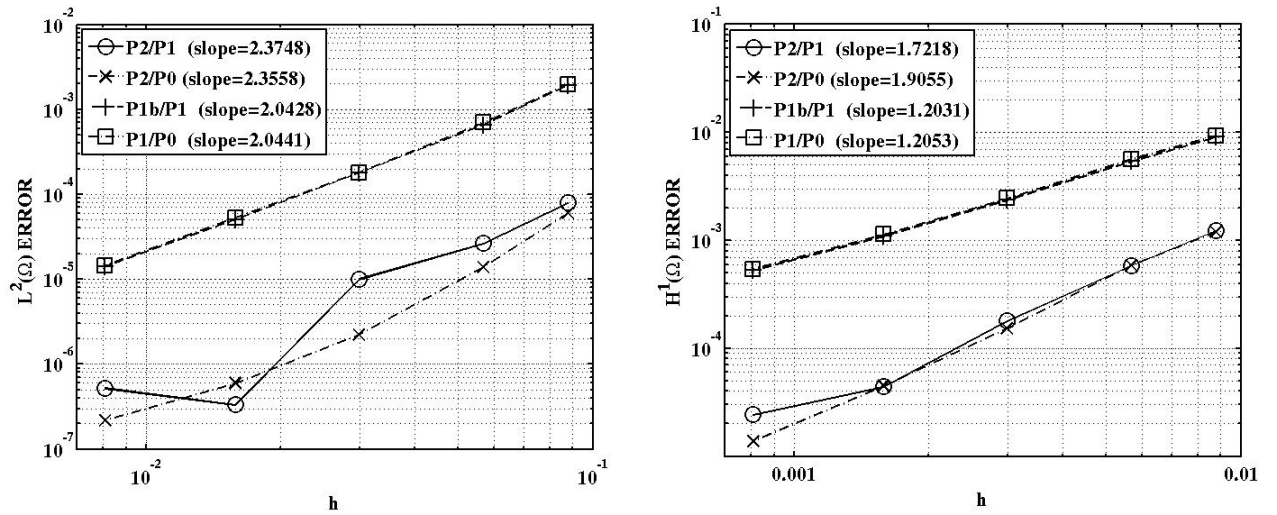 10^-2
P2/P1 (slope=2.3748)
P2/P0 (slope=2.3558)
P1b/P1 (slope=2.0428)
P1/P0 (slope=2.0441)
10^-3
10^-4
10^-5
10^-6
10^-7
L^2(Ω) ERROR
10^-2
10^-1
h
10^-1
P2/P1 (slope=1.7218)
P2/P0 (slope=1.9055)
P1b/P1 (slope=1.2031)
P1/P0 (slope=1.2053)
10^-2
10^-3
10^-4
H^1(Ω) ERROR
0.001
0.01
h